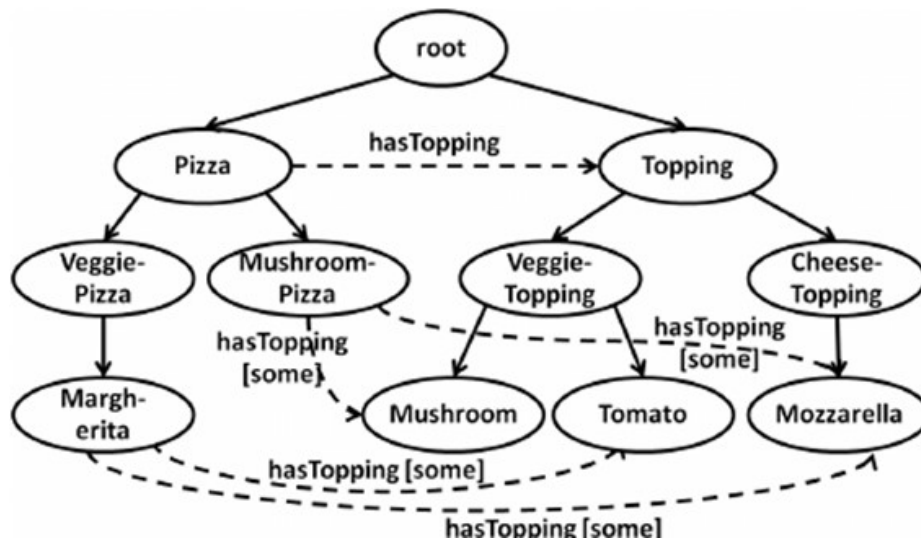 root
hasTopping
Pizza
Topping
Veggie-
Pizza
Mushroom-
Pizza
Veggie-
Topping
Cheese-
Topping
hasTopping
[some]
hasTopping
[some]
Margh-
erita
Mushroom
Tomato
Mozzarella
hasTopping [some]
hasTopping [some]